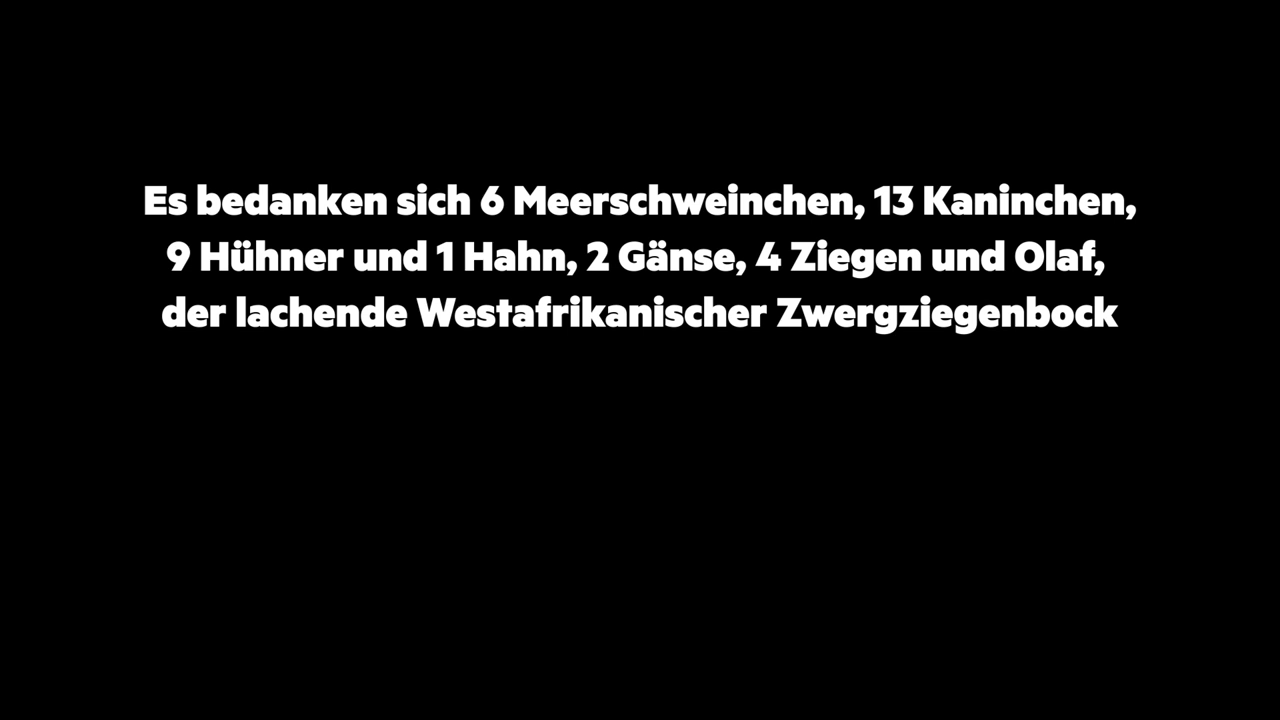 Es bedanken sich 6 Meerschweinchen, 13 Kaninchen,
9 Hühner und 1 Hahn, 2 Gänse, 4 Ziegen und Olaf,
der lachende Westafrikanischer Zwergziegenbock